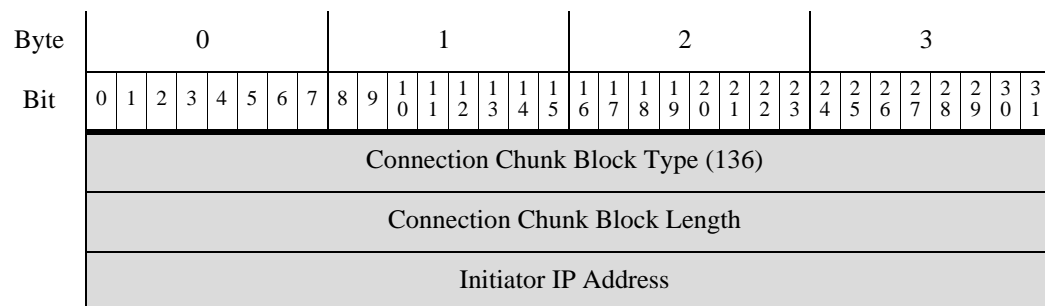 Byte 0 1 2 3
Bit 0 1 2 3 4 5 6 7 8 9 10 11 12 13 14 15 16 17 18 19 20 21 22 23 24 25 26 27 28 29 30 31
Connection Chunk Block Type (136)
Connection Chunk Block Length
Initiator IP Address